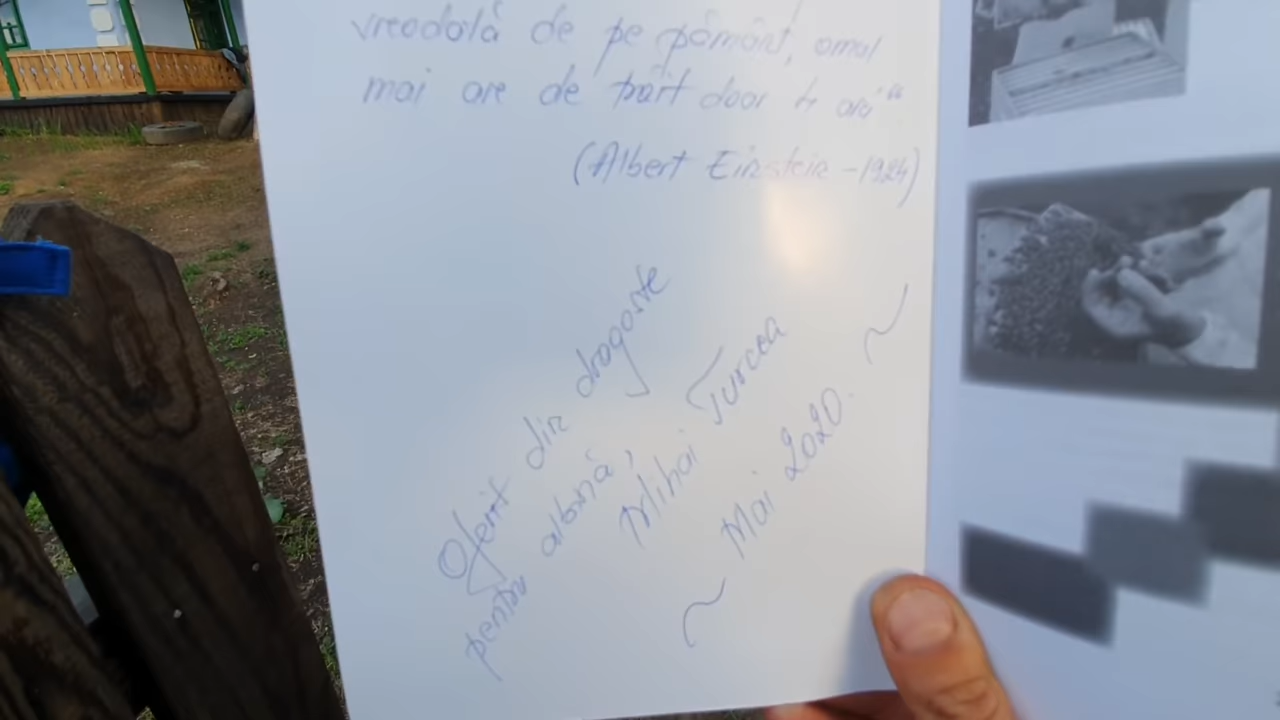 vreodată de pe pământ, omul
mai are de trăit doar 4 ani"
(Albert Einstein - 1924)
Oferit din dragoste
pentru albină,
Mihai Turcea
Mai 2020.